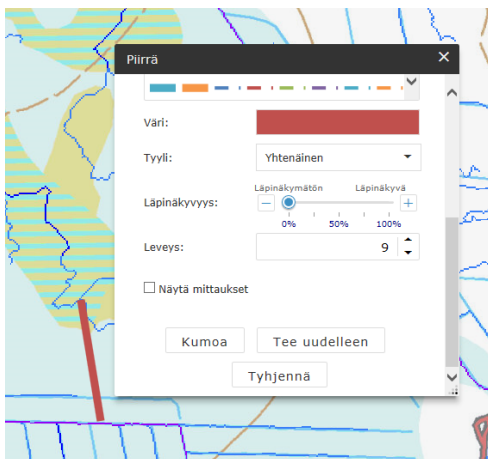 Piirrä
Väri:
Tyyli: Yhtenäinen
Läpinäkymätön Läpinäkyvä
Läpinäkyvyys:
0% 50% 100%
Leveys: 9
Näytä mittaukset
Kumoa Tee uudelleen
Tyhjennä